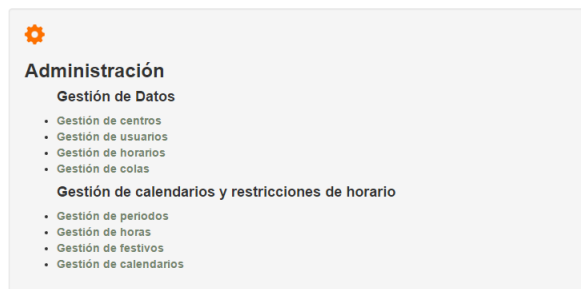 Administración
Gestión de Datos
Gestión de centros
Gestión de usuarios
Gestión de horarios
Gestión de colas
Gestión de calendarios y restricciones de horario
Gestión de periodos
Gestión de horas
Gestión de festivos
Gestión de calendarios